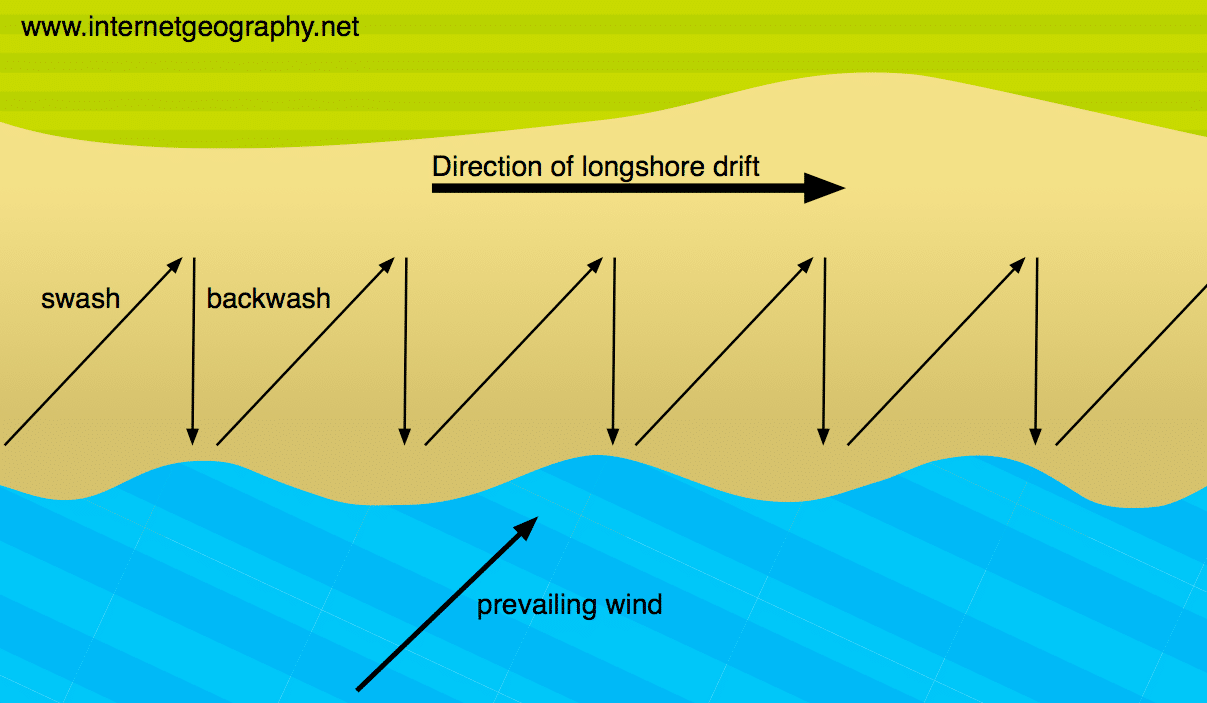 www.internetgeography.net
Direction of longshore drift
swash
backwash
prevailing wind